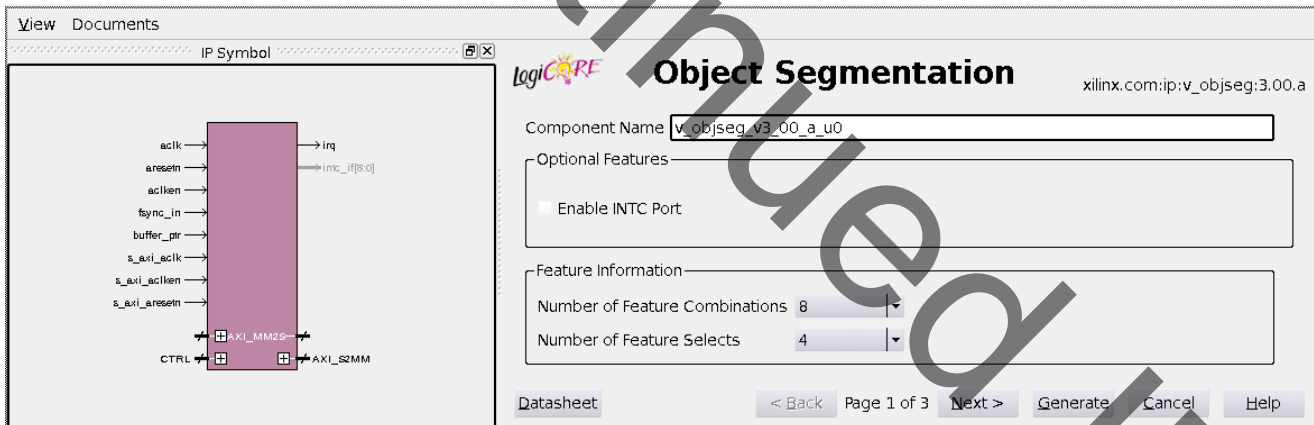 View Documents
IP Symbol
aclk
aresetn
aclken
fsync_in
buffer_ptr
s_axi_aclk
s_axi_aclken
s_axi_aresetn
CTRL
irq
intc_if[8:0]
AXI_MM2S
AXI_S2MM
LogiCORE
Object Segmentation
xilinx.com:ip:v_objseg:3.00.a
Component Name v_objseg_v3_00_a_u0
Optional Features
Enable INTC Port
Feature Information
Number of Feature Combinations 8
Number of Feature Selects 4
Datasheet
< Back Page 1 of 3 Next > Generate Cancel Help